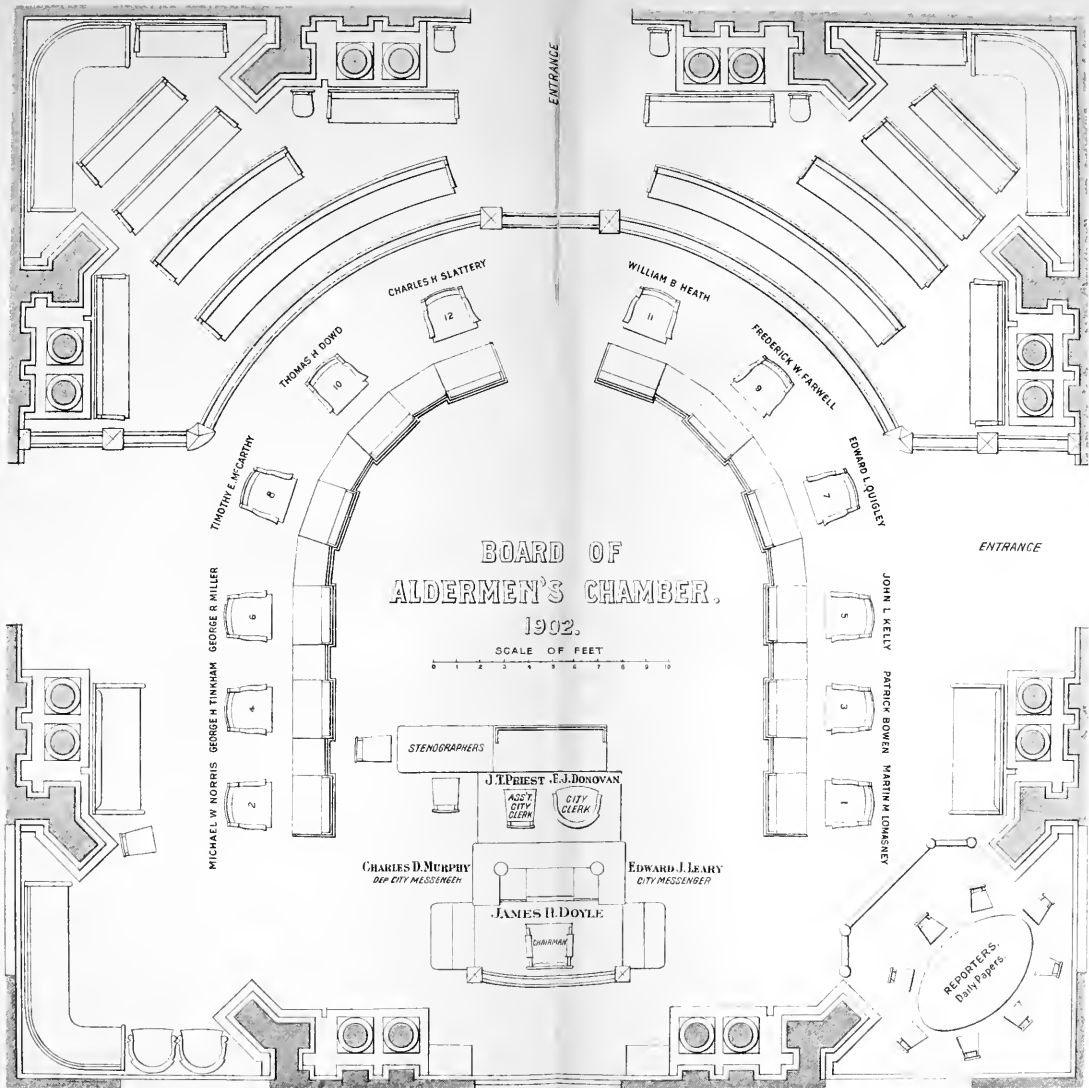 ENTRANCE
CHARLES H SLATTERY
12
WILLIAM B HEATH
11
THOMAS H DOWD
10
FREDERICK W. FARWELL
9
TIMOTHY E. McCARTHY
8
EDWARD L. QUIGLEY
7
ENTRANCE
BOARD OF
ALDERMEN'S CHAMBER.
1902.
SCALE OF FEET
0 1 2 3 4 5 6 7 8 9 10
GEORGE R MILLER
6
JOHN L KELLY
5
GEORGE H TINKHAM
4
PATRICK BOWEN
3
MICHAEL W NORRIS
2
MARTIN M LOMASNEY
1
STENOGRAPHERS
J.T. PRIEST E.J. DONOVAN
ASS'T.
CITY
CLERK
CITY
CLERK
CHARLES D. MURPHY
DEP CITY MESSENGER
EDWARD J. LEARY
CITY MESSENGER
JAMES H. DOYLE
CHAIRMAN
REPORTERS.
Daily Papers.